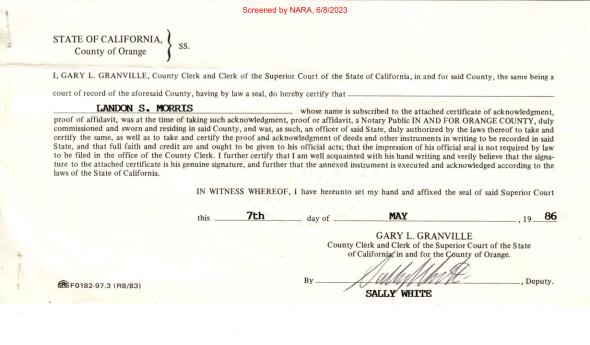 Screened by NARA, 6/8/2023
STATE OF CALIFORNIA,
County of Orange
} SS.
I, GARY L. GRANVILLE, County Clerk and Clerk of the Superior Court of the State of California, in and for said County, the same being a
court of record of the aforesaid County, having by law a seal, do hereby certify that
LANDON S. MORRIS whose name is subscribed to the attached certificate of acknowledgment,
proof of affidavit, was at the time of taking such acknowledgment, proof or affidavit, a Notary Public IN AND FOR ORANGE COUNTY, duly
commissioned and sworn and residing in said County, and was, as such, an officer of said State, duly authorized by the laws thereof to take and
certify the same, as well as to take and certify the proof and acknowledgment of deeds and other instruments in writing to be recorded in said
State, and that full faith and credit are and ought to be given to his official acts; that the impression of his official seal is not required by law
to be filed in the office of the County Clerk. I further certify that I am well acquainted with his hand writing and verily believe that the signa-
ture to the attached certificate is his genuine signature, and further that the annexed instrument is executed and acknowledged according to the
laws of the State of California.
IN WITNESS WHEREOF, I have hereunto set my hand and affixed the seal of said Superior Court
this 7th day of MAY , 19 86
GARY L. GRANVILLE
County Clerk and Clerk of the Superior Court of the State
of California in and for the County of Orange.
By Sally White , Deputy.
SALLY WHITE
F0182-97.3 (R8/83)